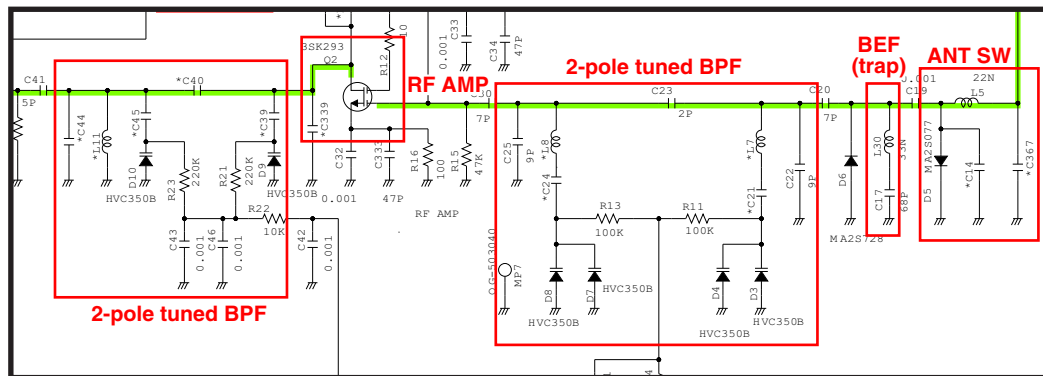 3SK293
Q2
R12
10
C33
0.001
C34
47P
RF AMP
2-pole tuned BPF
BEF
(trap)
ANT SW
C41
5P
*C40
*C44
*L11
*C45
*C39
D10
HVC350B
R23
220K
R21
220K
D9
HVC350B
R22
10K
C43
0.001
C46
0.001
C42
0.001
2-pole tuned BPF
*C339
C32
0.001
C333
47P
R16
100
R15
47K
RF AMP
7P
C25
9P
*L8
*C24
C23
2P
*L7
*C21
C22
9P
R13
100K
R11
100K
MP7
D8
D7
HVC350B
HVC350B
D4
D3
HVC350B
HVC350B
C20
7P
D6
MA2S728
L30
33N
C17
68P
C19
22N
L5
MA2S077
D5
*C14
*C367